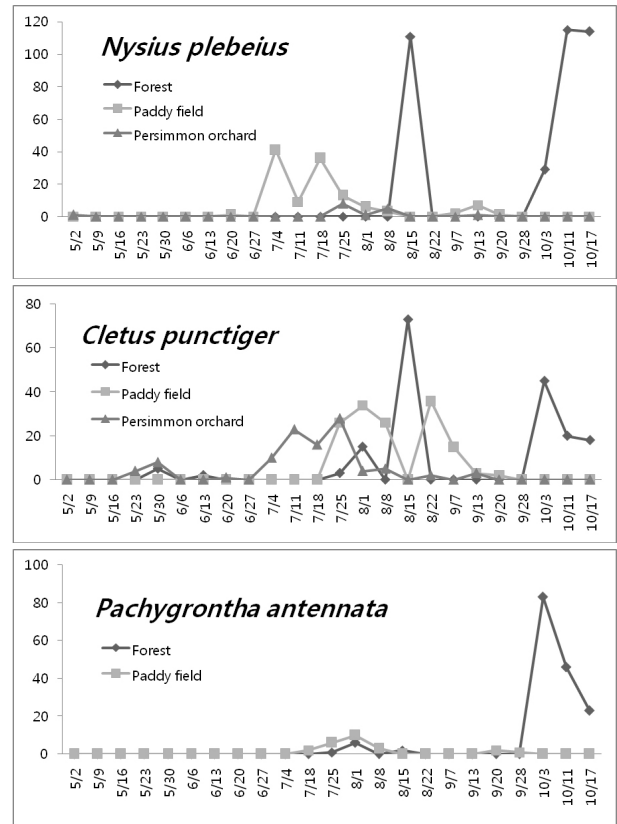 Nysius plebeius
Forest
Paddy field
Persimmon orchard
120
100
80
60
40
20
0
5/2 5/9 5/16 5/23 5/30 6/6 6/13 6/20 6/27 7/4 7/11 7/18 7/25 8/1 8/8 8/15 8/22 9/7 9/13 9/20 9/28 10/3 10/11 10/17
Cletus punctiger
Forest
Paddy field
Persimmon orchard
80
60
40
20
0
5/2 5/9 5/16 5/23 5/30 6/6 6/13 6/20 6/27 7/4 7/11 7/18 7/25 8/1 8/8 8/15 8/22 9/7 9/13 9/20 9/28 10/3 10/11 10/17
Pachygrontha antennata
Forest
Paddy field
100
80
60
40
20
0
5/2 5/9 5/16 5/23 5/30 6/6 6/13 6/20 6/27 7/4 7/18 7/25 8/1 8/8 8/15 8/22 9/7 9/13 9/20 9/28 10/3 10/11 10/17